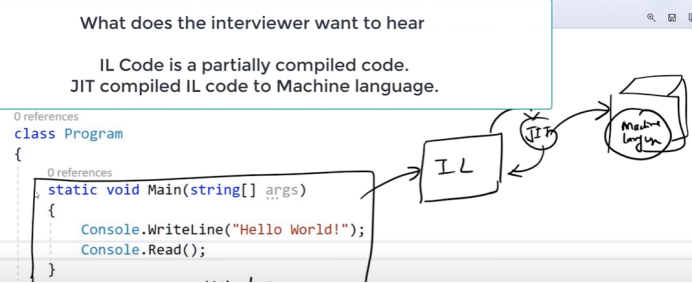 What does the interviewer want to hear
IL Code is a partially compiled code.
JIT compiled IL code to Machine language.
0 references
class Program
{
0 references
static void Main(string[] args)
{
Console.WriteLine("Hello World!");
Console.Read();
}
IL
JIT
Machine